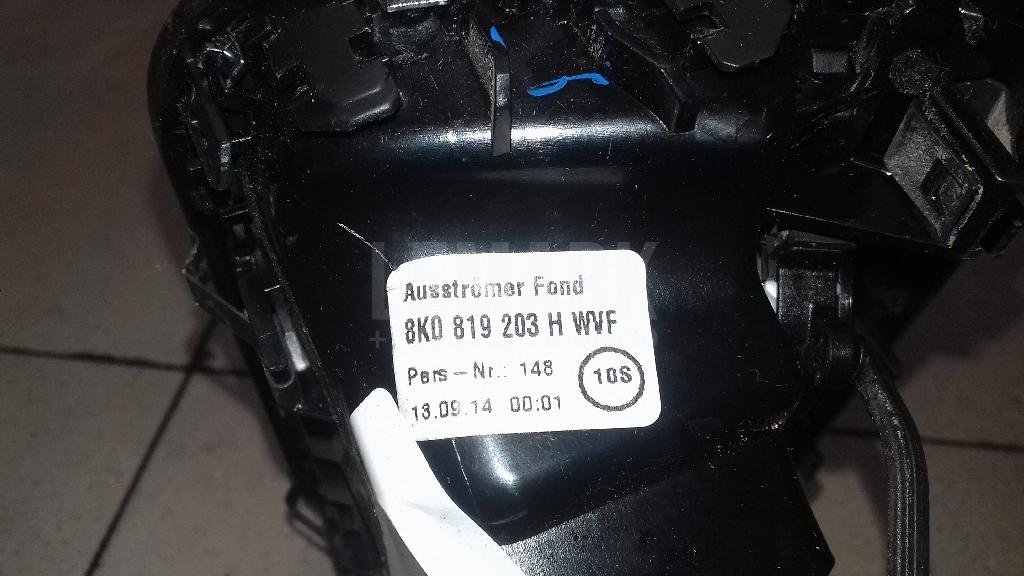 Ausströmer Fond
8K0 819 203 H WVF
Pers-Nr.: 148
10S
13.09.14 00:01